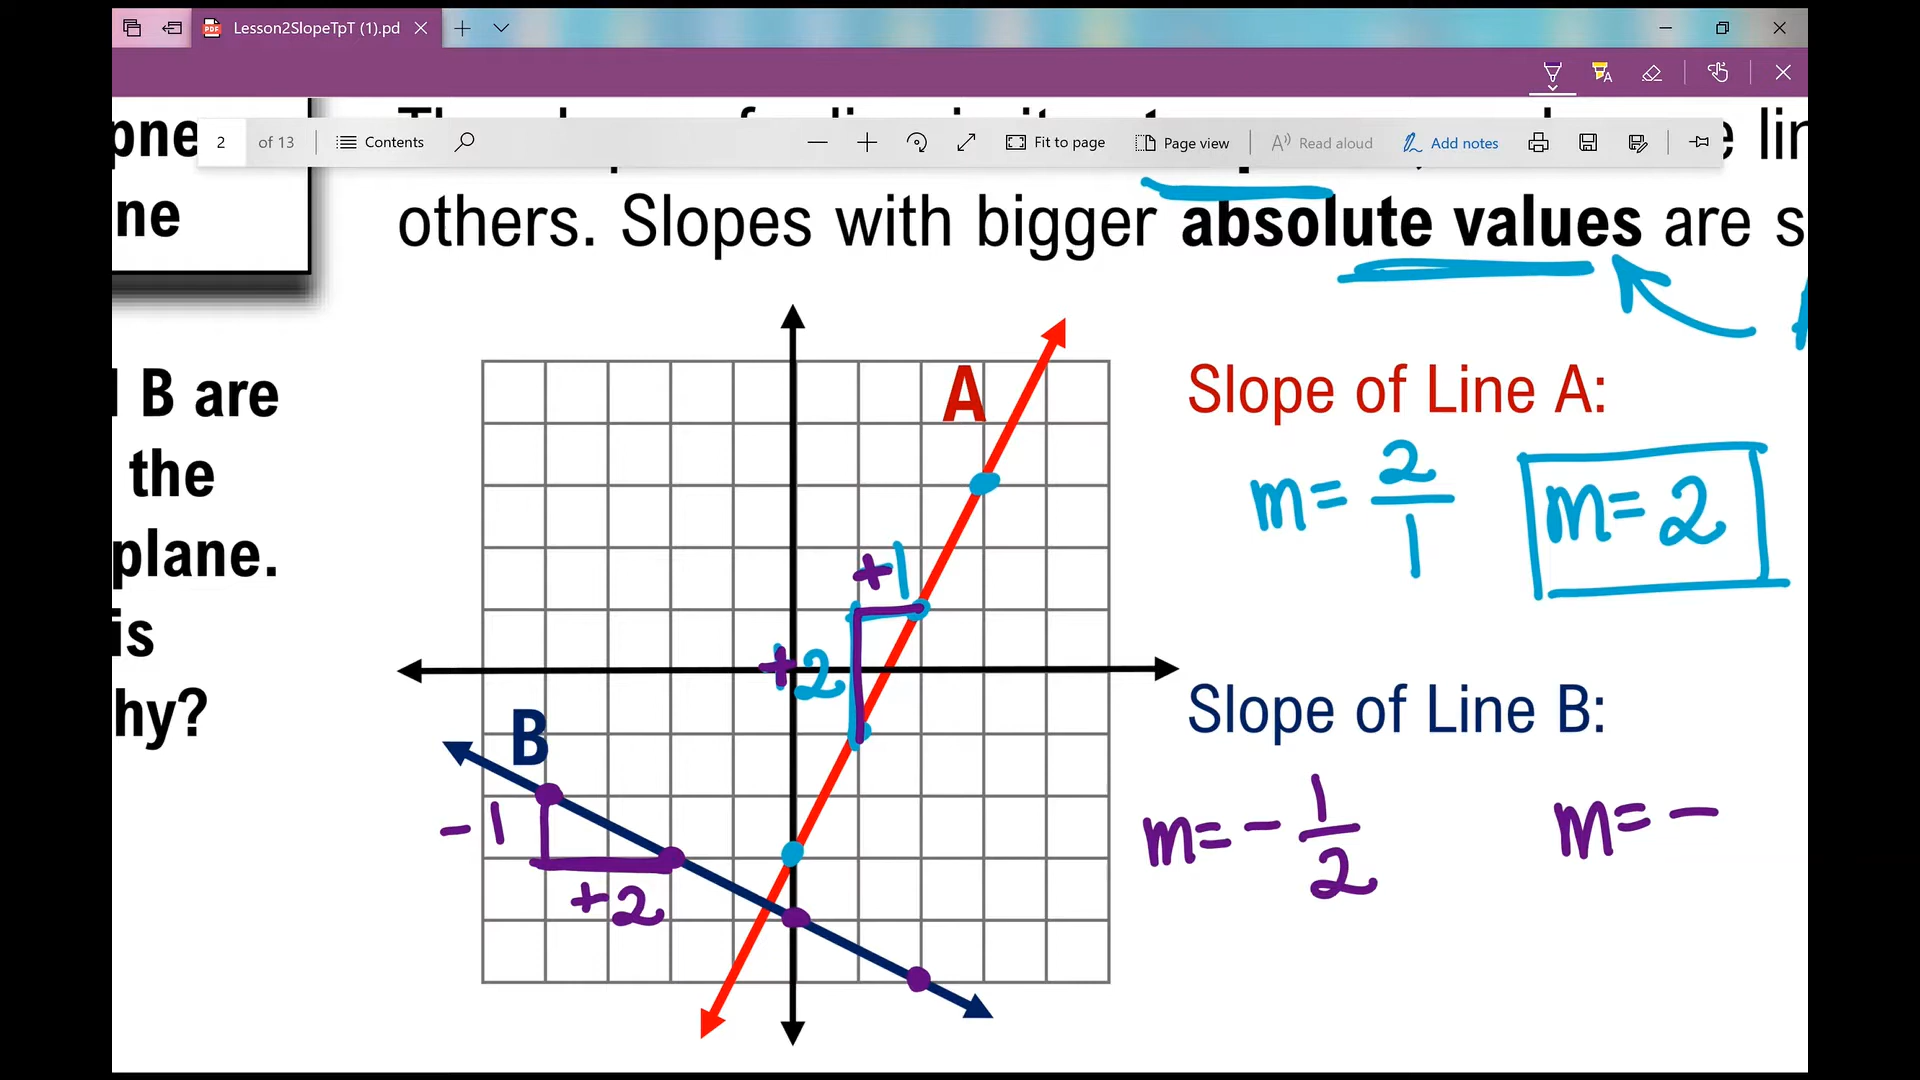 Lesson2SlopeTpT (1).pd
2 of 13 Contents Fit to page Page view Read aloud Add notes
pne
ne
others. Slopes with bigger absolute values are s
l B are
the
plane.
is
hy?
A
Slope of Line A:
m = 2/1 m = 2
+1
+2
B
Slope of Line B:
-1
+2
m = - 1/2 m = -